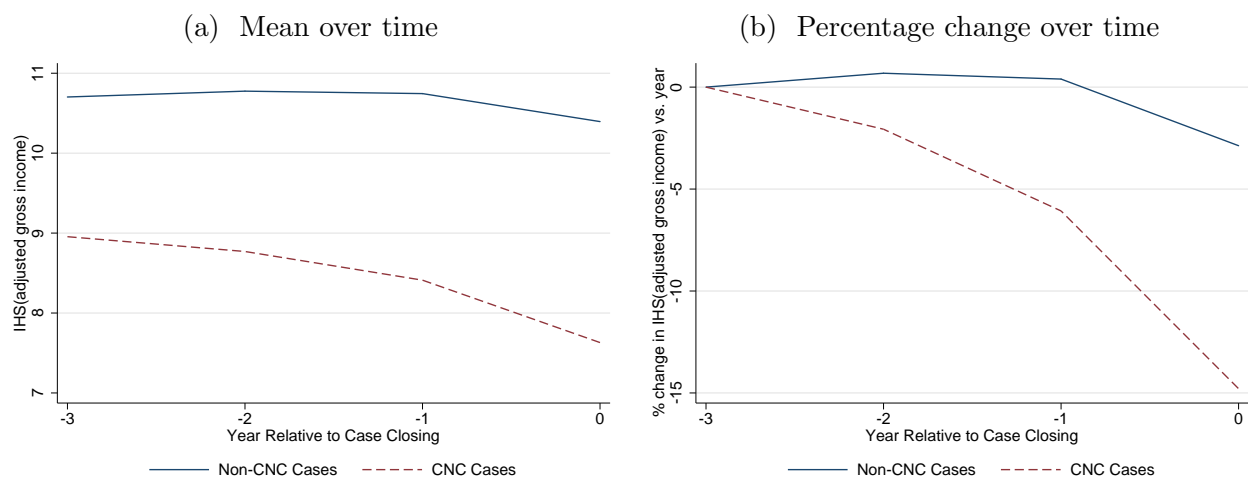 (a) Mean over time
IHS(adjusted gross income)
11
10
9
8
7
-3
-2
-1
0
Year Relative to Case Closing
Non-CNC Cases
CNC Cases
(b) Percentage change over time
% change in IHS(adjusted gross income) vs. year
0
-5
-10
-15
-3
-2
-1
0
Year Relative to Case Closing
Non-CNC Cases
CNC Cases